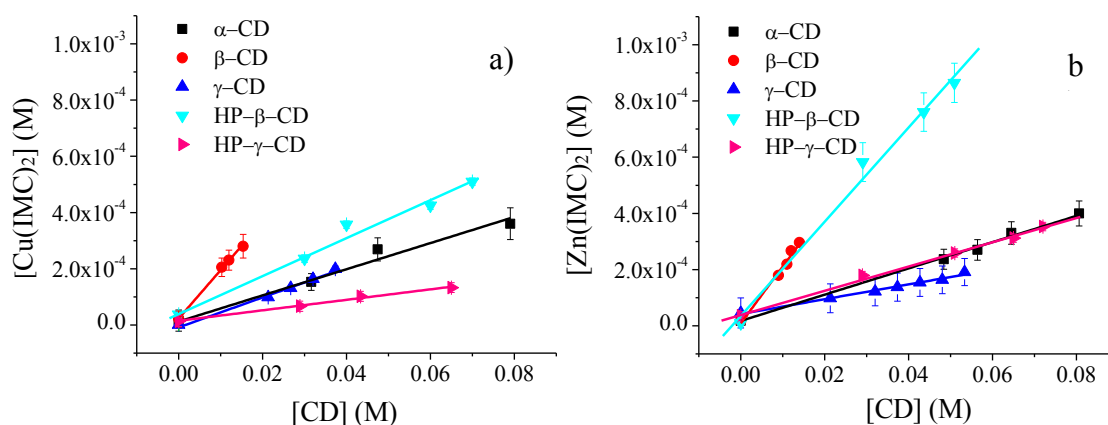 [Cu(IMC)2] (M)
1.0x10-3
8.0x10-4
6.0x10-4
4.0x10-4
2.0x10-4
0.0
α–CD
β–CD
γ–CD
HP–β–CD
HP–γ–CD
a)
0.00 0.02 0.04 0.06 0.08
[CD] (M)
[Zn(IMC)2] (M)
1.0x10-3
8.0x10-4
6.0x10-4
4.0x10-4
2.0x10-4
0.0
α–CD
β–CD
γ–CD
HP–β–CD
HP–γ–CD
b
0.00 0.02 0.04 0.06 0.08
[CD] (M)